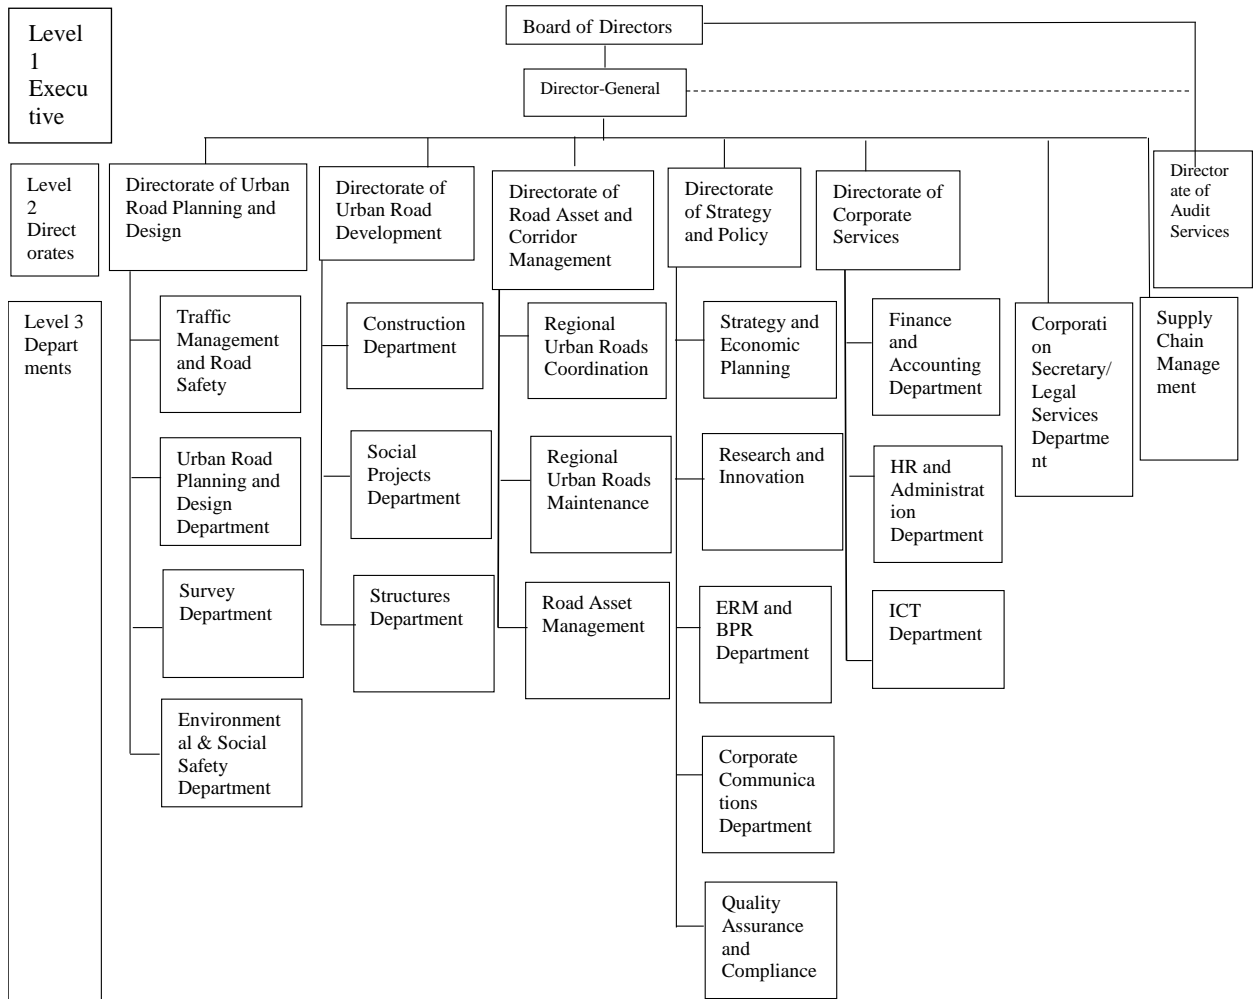 Level
1
Execu
tive
Board of Directors
Director-General
Level
2
Direct
orates
Directorate of Urban
Road Planning and
Design
Directorate of
Urban Road
Development
Directorate of
Road Asset and
Corridor
Management
Directorate
of Strategy
and Policy
Directorate of
Corporate
Services
Director
ate of
Audit
Services
Level 3
Depart
ments
Traffic
Management
and Road
Safety
Urban Road
Planning and
Design
Department
Survey
Department
Environment
al & Social
Safety
Department
Construction
Department
Social
Projects
Department
Structures
Department
Regional
Urban Roads
Coordination
Regional
Urban Roads
Maintenance
Road Asset
Management
Strategy and
Economic
Planning
Research and
Innovation
ERM and
BPR
Department
Corporate
Communica
tions
Department
Quality
Assurance
and
Compliance
Finance
and
Accounting
Department
HR and
Administrat
ion
Department
ICT
Department
Corporati
on
Secretary/
Legal
Services
Departme
nt
Supply
Chain
Manage
ment